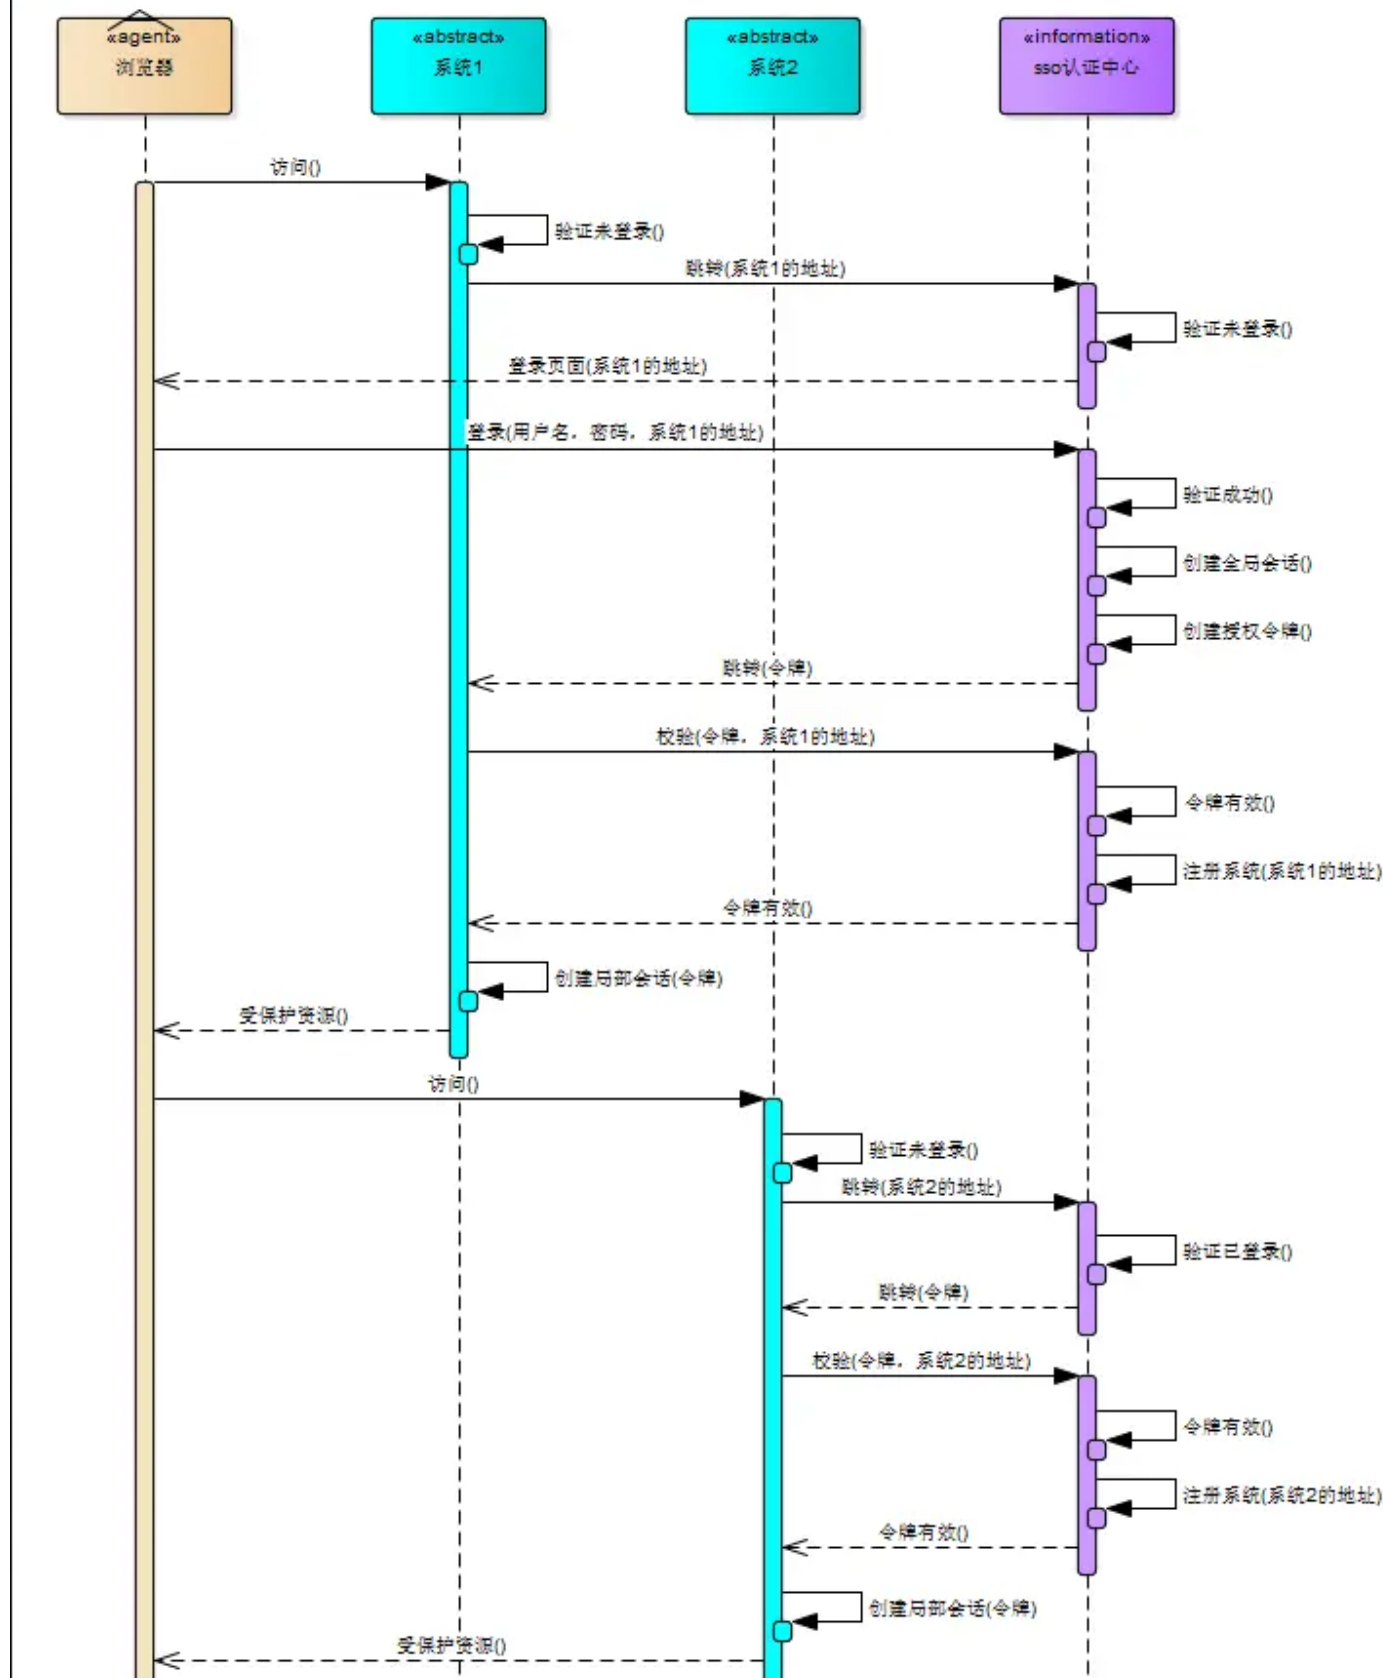 «agent»
浏览器
«abstract»
系统1
«abstract»
系统2
«information»
sso认证中心
访问()
验证未登录()
跳转(系统1的地址)
验证未登录()
登录页面(系统1的地址)
登录(用户名，密码，系统1的地址)
验证成功()
创建全局会话()
创建授权令牌()
跳转(令牌)
校验(令牌，系统1的地址)
令牌有效()
注册系统(系统1的地址)
令牌有效()
创建局部会话(令牌)
受保护资源()
访问()
验证未登录()
跳转(系统2的地址)
验证已登录()
跳转(令牌)
校验(令牌，系统2的地址)
令牌有效()
注册系统(系统2的地址)
令牌有效()
创建局部会话(令牌)
受保护资源()